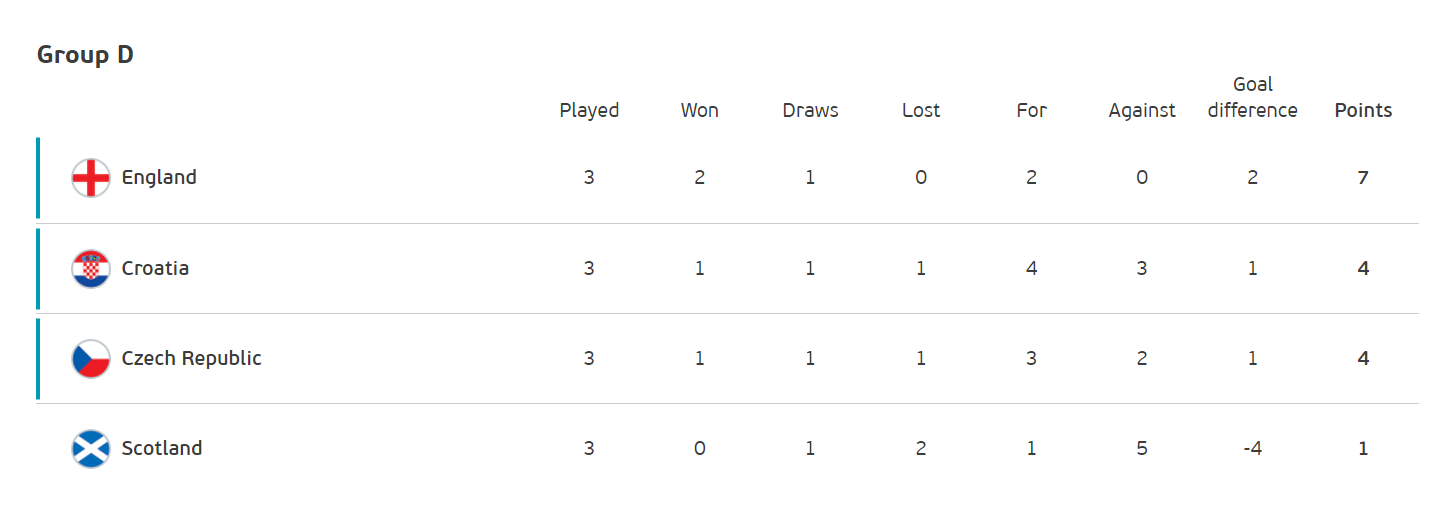 Group D
Played Won Draws Lost For Against Goal difference Points
England 3 2 1 0 2 0 2 7
Croatia 3 1 1 1 4 3 1 4
Czech Republic 3 1 1 1 3 2 1 4
Scotland 3 0 1 2 1 5 -4 1